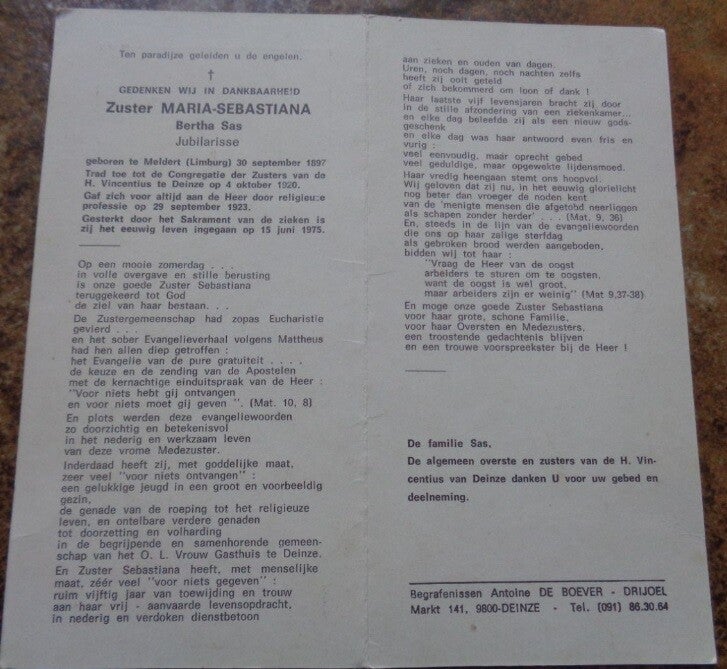 Ten paradijze geleiden u de engelen.
†
GEDENKEN WIJ IN DANKBAARHEID
Zuster MARIA-SEBASTIANA
Bertha Sas
Jubilarisse
geboren te Meldert (Limburg) 30 september 1897
Trad toe tot de Congregatie der Zusters van de
H. Vincentius te Deinze op 4 oktober 1920.
Gaf zich voor altijd aan de Heer door religieuze
professie op 29 september 1923.
Gesterkt door het Sakrament van de zieken is
zij het eeuwig leven ingegaan op 15 juni 1975.
Op een mooie zomerdag . . .
in volle overgave en stille berusting
is onze goede Zuster Sebastiana
teruggekeerd tot God
de ziel van haar bestaan. . . .
De Zustergemeenschap had zopas Eucharistie
gevierd . . .
en het sober Evangelieverhaal volgens Mattheus
had hen allen diep getroffen :
het Evangelie van de pure gratuiteit . . . .
de keuze en de zending van de Apostelen
met de kernachtige einduitspraak van de Heer :
"Voor niets hebt gij ontvangen
en voor niets moet gij geven ". (Mat. 10, 8)
En plots werden deze evangeliewoorden
zo doorzichtig en betekenisvol
in het nederig en werkzaam leven
van deze vrome Medezuster.
Inderdaad heeft zij, met goddelijke maat,
zeer veel "voor niets ontvangen" :
een gelukkige jeugd in een groot en voorbeeldig
gezin,
de genade van de roeping tot het religieuze
leven, en ontelbare verdere genaden
tot doorzetting en volharding
in de begrijpende en samenhorende gemeen-
schap van het O. L. Vrouw Gasthuis te Deinze.
En Zuster Sebastiana heeft, met menselijke
maat, zéér veel "voor niets gegeven" :
ruim vijftig jaar van toewijding en trouw
aan haar vrij - aanvaarde levensopdracht,
in nederig en verdoken dienstbetoon
aan zieken en ouden van dagen.
Uren, noch dagen, noch nachten zelfs
heeft zij ooit geteld
of zich bekommerd om loon of dank !
Haar laatste vijf levensjaren bracht zij door
in de stille afzondering van een ziekenkamer...
en elke dag beleefde zij als een nieuw gods-
geschenk
en elke dag was haar antwoord even fris en
vurig :
veel eenvoudig, maar oprecht gebed
veel geduldige, maar opgewekte lijdensmoed.
Haar vredig heengaan stemt ons hoopvol.
Wij geloven dat zij nu, in het eeuwig glorielicht
nog beter dan vroeger de noden kent
van de 'menigte mensen die afgetobd neerliggen
als schapen zonder herder' . . . (Mat. 9, 36)
En, steeds in de lijn van de evangeliewoorden
die ons op haar zalige sterfdag
als gebroken brood werden aangeboden,
bidden wij tot haar :
"Vraag de Heer van de oogst
arbeiders te sturen om te oogsten,
want de oogst is wel groot,
maar arbeiders zijn er weinig" (Mat 9,37-38)
En moge onze goede Zuster Sebastiana
voor haar grote, schone Familie,
voor haar Oversten en Medezusters,
een troostende gedachtenis blijven
en een trouwe voorspreekster bij de Heer !
De familie Sas.
De algemeen overste en zusters van de H. Vin-
centius van Deinze danken U voor uw gebed en
deelneming.
Begrafenissen Antoine DE BOEVER - DRIJOEL
Markt 141, 9800-DEINZE - Tel. (091) 86.30.64